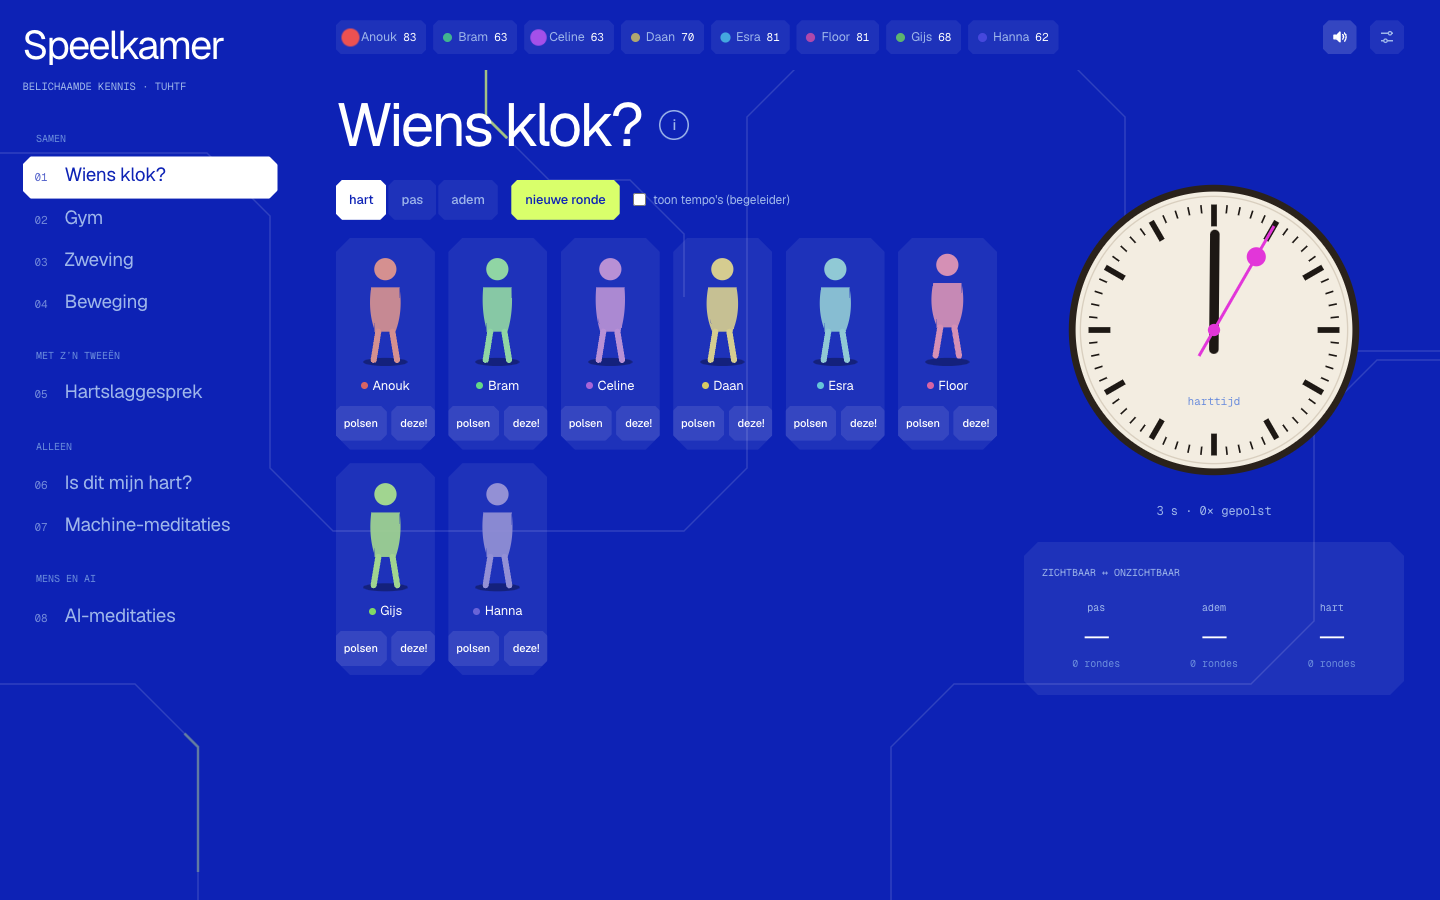 Speelkamer
BELICHAAMDE KENNIS · TUHTF
SAMEN
01 Wiens klok?
02 Gym
03 Zweving
04 Beweging
MET Z'N TWEEËN
05 Hartslaggesprek
ALLEEN
06 Is dit mijn hart?
07 Machine-meditaties
MENS EN AI
08 AI-meditaties
Anouk 83 Bram 63 Celine 63 Daan 70 Esra 81 Floor 81 Gijs 68 Hanna 62
Wiens klok? i
hart pas adem nieuwe ronde toon tempo's (begeleider)
Anouk Bram Celine Daan Esra Floor
polsen deze! polsen deze! polsen deze! polsen deze! polsen deze! polsen deze!
Gijs Hanna
polsen deze! polsen deze!
harttijd
3 s · 0× gepolst
ZICHTBAAR ↔ ONZICHTBAAR
pas adem hart
— — —
0 rondes 0 rondes 0 rondes